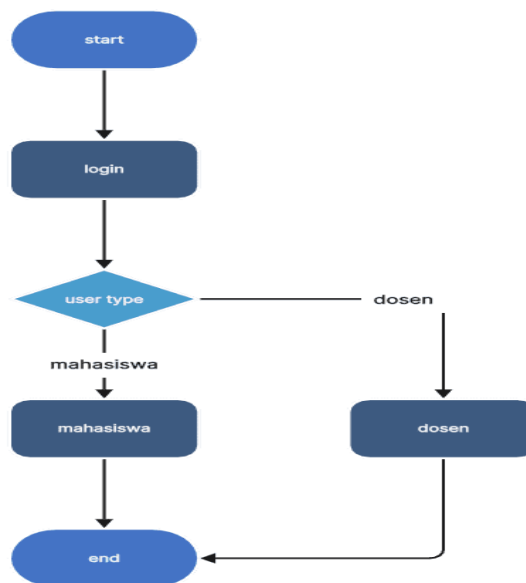 start
login
user type
dosen
mahasiswa
mahasiswa
dosen
end